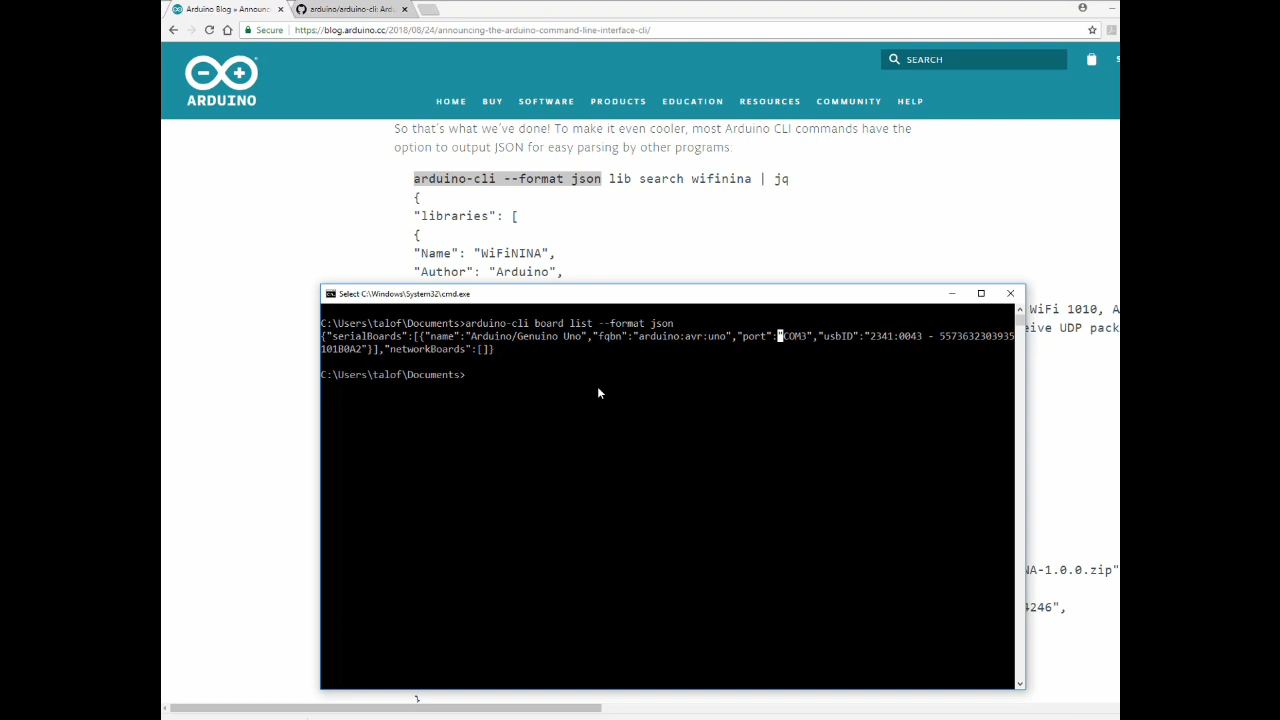 Arduino Blog » Announc
arduino/arduino-cli: Ard
Secure
https://blog.arduino.cc/2018/08/24/announcing-the-arduino-command-line-interface-cli/
ARDUINO
SEARCH
HOME BUY SOFTWARE PRODUCTS EDUCATION RESOURCES COMMUNITY HELP
So that's what we've done! To make it even cooler, most Arduino CLI commands have the
option to output JSON for easy parsing by other programs.
arduino-cli --format json lib search wifinina | jq
{
"libraries": [
{
"Name": "WiFiNINA",
"Author": "Arduino",
WiFi 1010, A
eive UDP pack
NA-1.0.0.zip"
4246",
}
Select C:\Windows\System32\cmd.exe
C:\Users\talof\Documents>arduino-cli board list --format json
{"serialBoards":[{"name":"Arduino/Genuino Uno","fqbn":"arduino:avr:uno","port":"COM3","usbID":"2341:0043 - 5573632303935
101B0A2"}],"networkBoards":[]}
C:\Users\talof\Documents>